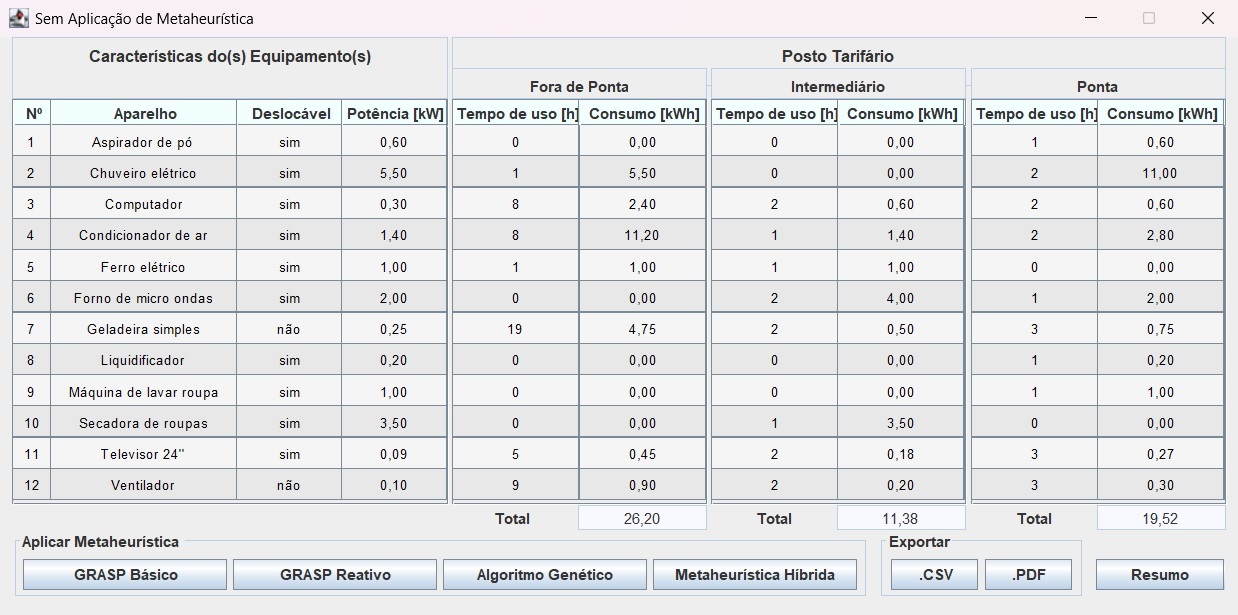 Sem Aplicação de Metaheurística
Características do(s) Equipamento(s) Posto Tarifário
Fora de Ponta Intermediário Ponta
Nº Aparelho Deslocável Potência [kW] Tempo de uso [h] Consumo [kWh] Tempo de uso [h] Consumo [kWh] Tempo de uso [h] Consumo [kWh]
1 Aspirador de pó sim 0,60 0 0,00 0 0,00 1 0,60
2 Chuveiro elétrico sim 5,50 1 5,50 0 0,00 2 11,00
3 Computador sim 0,30 8 2,40 2 0,60 2 0,60
4 Condicionador de ar sim 1,40 8 11,20 1 1,40 2 2,80
5 Ferro elétrico sim 1,00 1 1,00 1 1,00 0 0,00
6 Forno de micro ondas sim 2,00 0 0,00 2 4,00 1 2,00
7 Geladeira simples não 0,25 19 4,75 2 0,50 3 0,75
8 Liquidificador sim 0,20 0 0,00 0 0,00 1 0,20
9 Máquina de lavar roupa sim 1,00 0 0,00 0 0,00 1 1,00
10 Secadora de roupas sim 3,50 0 0,00 1 3,50 0 0,00
11 Televisor 24" sim 0,09 5 0,45 2 0,18 3 0,27
12 Ventilador não 0,10 9 0,90 2 0,20 3 0,30
Total 26,20 Total 11,38 Total 19,52
Aplicar Metaheurística Exportar
GRASP Básico GRASP Reativo Algoritmo Genético Metaheurística Híbrida .CSV .PDF Resumo